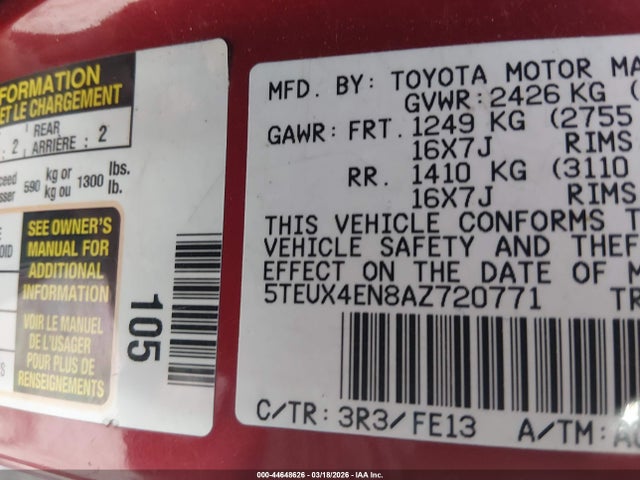 FORMATION
ET LE CHARGEMENT
: 2 REAR
ARRIÈRE : 2
590 kg or 1300 lbs.
kg ou lb.
SEE OWNER'S
MANUAL FOR
ADDITIONAL
INFORMATION
VOIR LE MANUEL
DE L'USAGER
POUR PLUS DE
RENSEIGNEMENTS
105
MFD. BY: TOYOTA MOTOR MA
GVWR: 2426 KG (
GAWR: FRT. 1249 KG (2755
16X7J RIMS
RR. 1410 KG (3110
16X7J RIMS
THIS VEHICLE CONFORMS T
VEHICLE SAFETY AND THEF
EFFECT ON THE DATE OF M
5TEUX4EN8AZ720771 TR
C/TR: 3R3/FE13 A/TM: A
000-44648626 03/18/2026 IAA Inc.